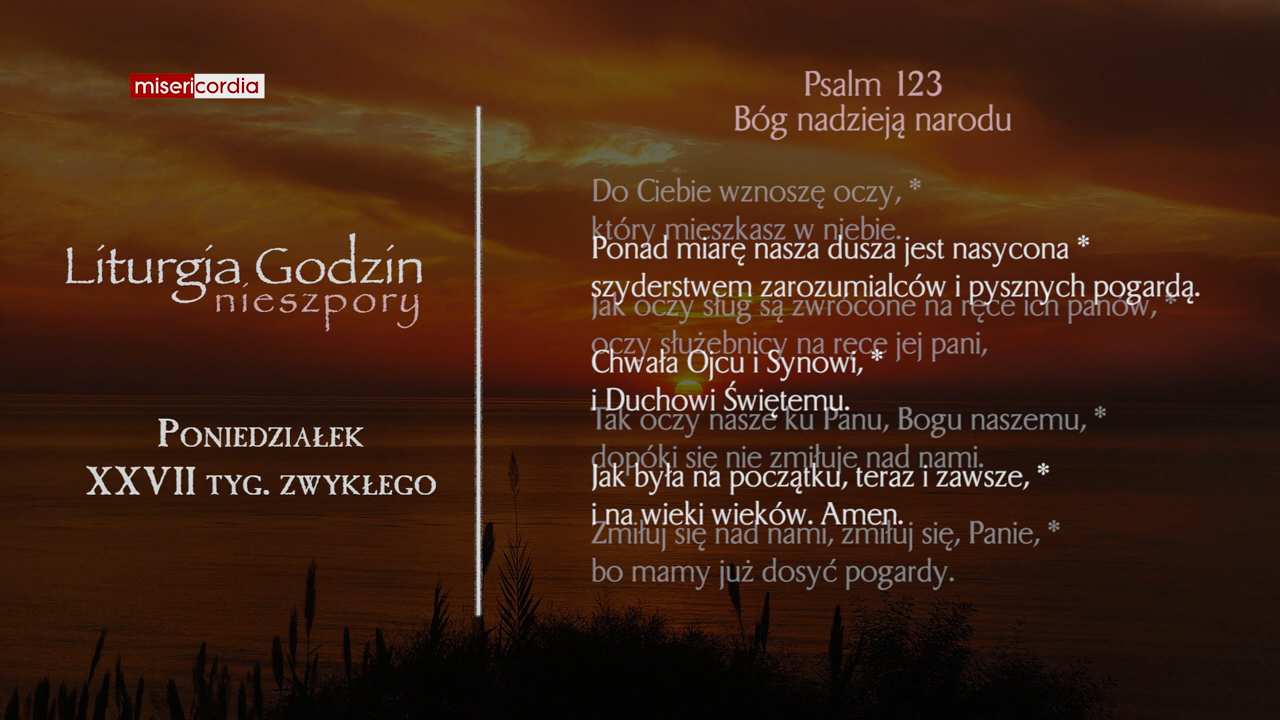 misericordia
Liturgia Godzin
nieszpory
Poniedziałek
XXVII tyg. zwykłego
Psalm 123
Bóg nadzieją narodu
Do Ciebie wznoszę oczy, *
który mieszkasz w niebie.
Ponad miarę nasza dusza jest nasycona *
szyderstwem zarozumialców i pysznych pogardą.
Jak oczy sług są zwrócone na ręce ich panów, *
oczy służebnicy na ręce jej pani,
Chwała Ojcu i Synowi, *
i Duchowi Świętemu.
Tak oczy nasze ku Panu, Bogu naszemu, *
dopóki się nie zmiłuje nad nami.
Jak była na początku, teraz i zawsze, *
i na wieki wieków. Amen.
Zmiłuj się nad nami, zmiłuj się, Panie, *
bo mamy już dosyć pogardy.